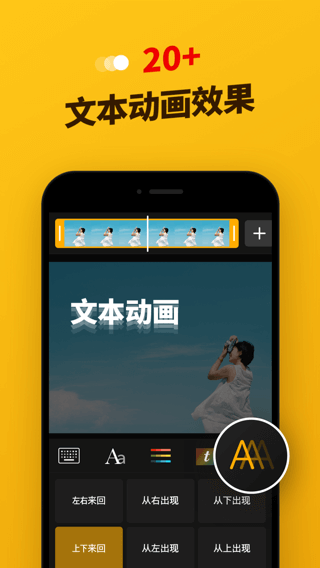 20+
文本动画效果
文本动画
Aa
t
AAA
左右来回
从右出现
从下出现
上下来回
从左出现
从上出现